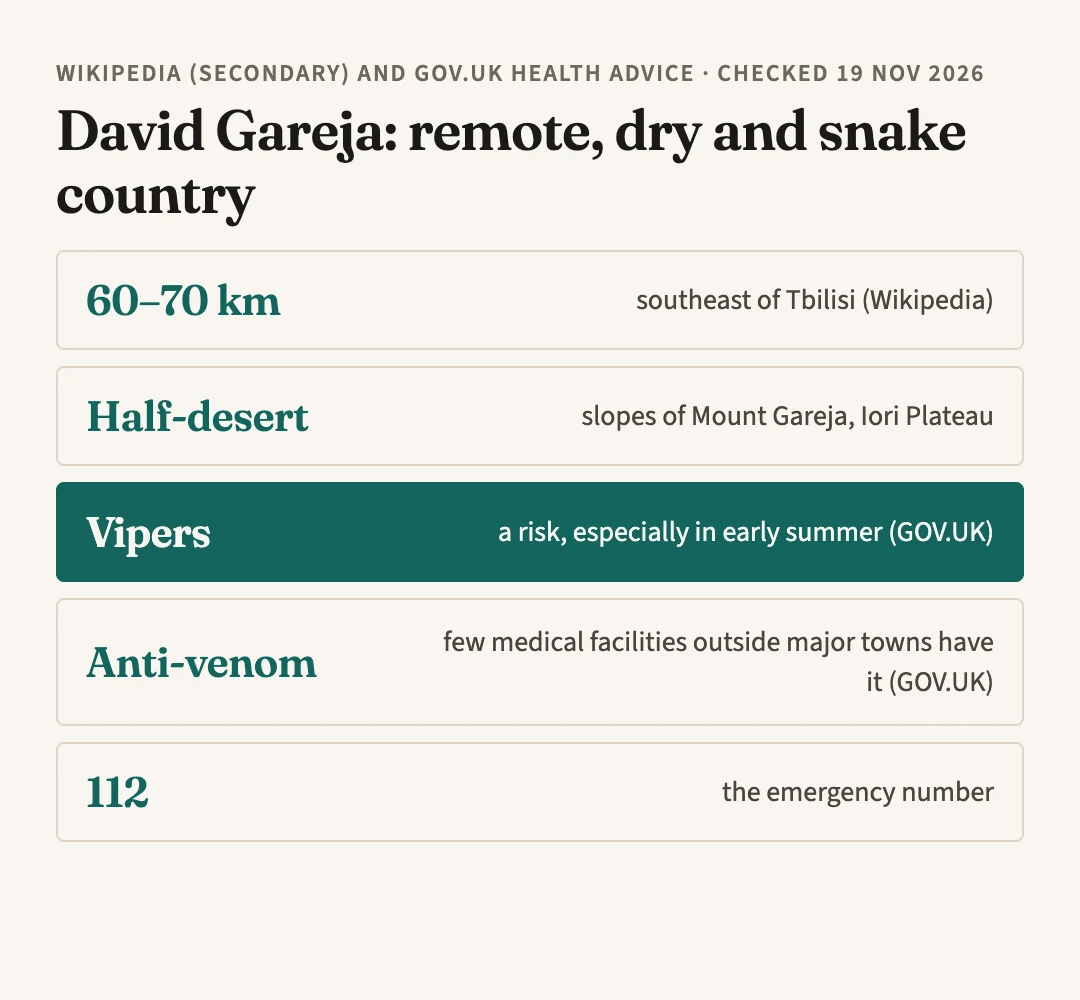 WIKIPEDIA (SECONDARY) AND GOV.UK HEALTH ADVICE · CHECKED 19 NOV 2026
David Gareja: remote, dry and snake
country
60–70 km
southeast of Tbilisi (Wikipedia)
Half-desert
slopes of Mount Gareja, Iori Plateau
Vipers
a risk, especially in early summer (GOV.UK)
Anti-venom
few medical facilities outside major towns have
it (GOV.UK)
112
the emergency number